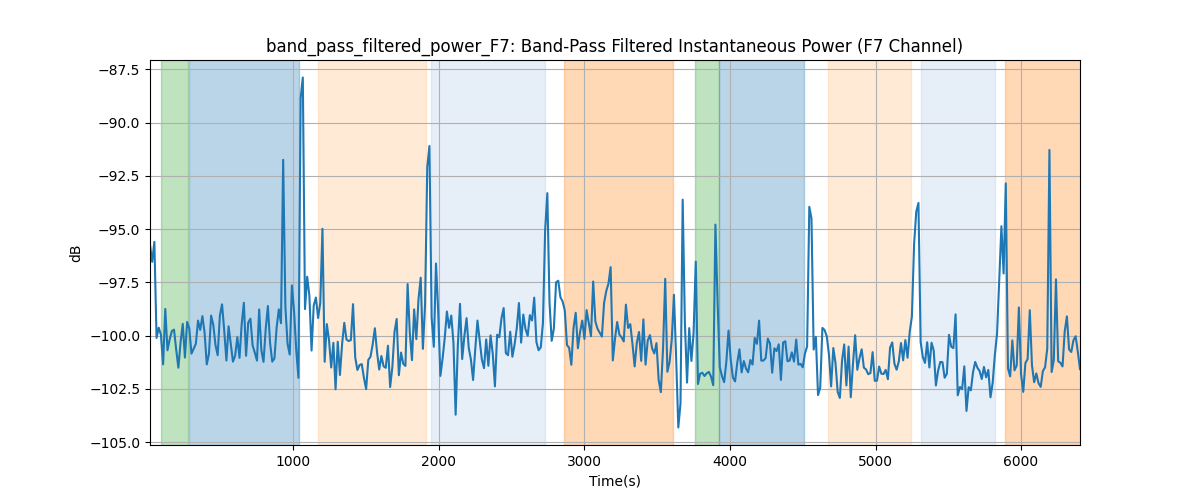 band_pass_filtered_power_F7: Band-Pass Filtered Instantaneous Power (F7 Channel)
−87.5
−90.0
−92.5
−95.0
−97.5
−100.0
−102.5
−105.0
dB
1000 2000 3000 4000 5000 6000
Time(s)